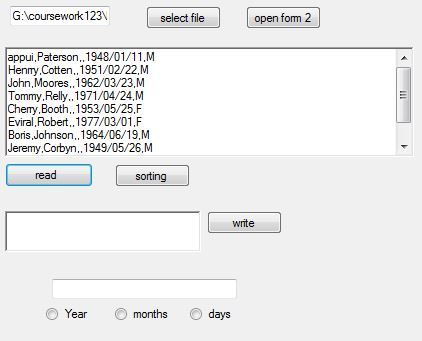 G:\coursework123\
select file
open form 2
appui,Paterson,,1948/01/11,M
Henrry,Cotten,,1951/02/22,M
John,Moores,,1962/03/23,M
Tommy,Relly,,1971/04/24,M
Cherry,Booth,,1953/05/25,F
Eviral,Robert,,1977/03/01,F
Boris,Johnson,,1964/06/19,M
Jeremy,Corbyn,,1949/05/26,M
read
sorting
write
Year
months
days